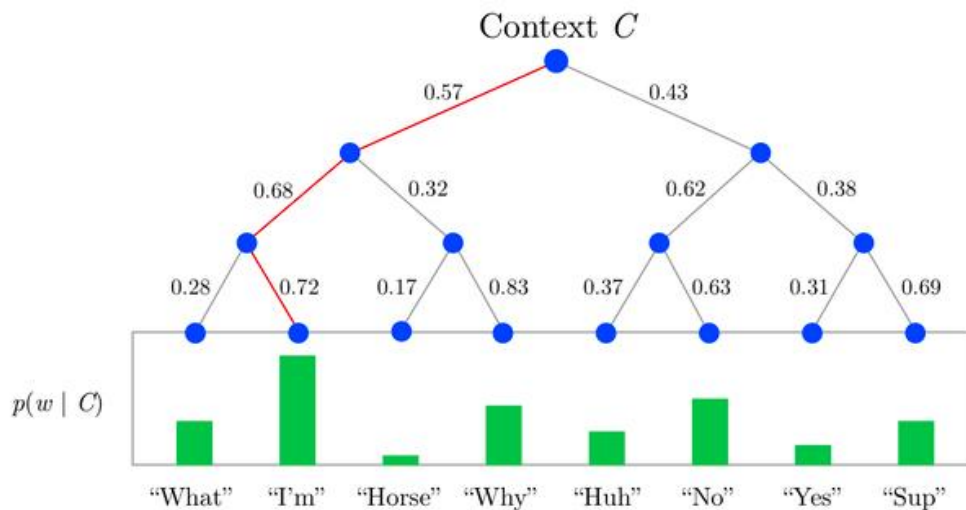 Context C
0.57 0.43
0.68 0.32 0.62 0.38
0.28 0.72 0.17 0.83 0.37 0.63 0.31 0.69
p(w | C)
“What” “I’m” “Horse” “Why” “Huh” “No” “Yes” “Sup”